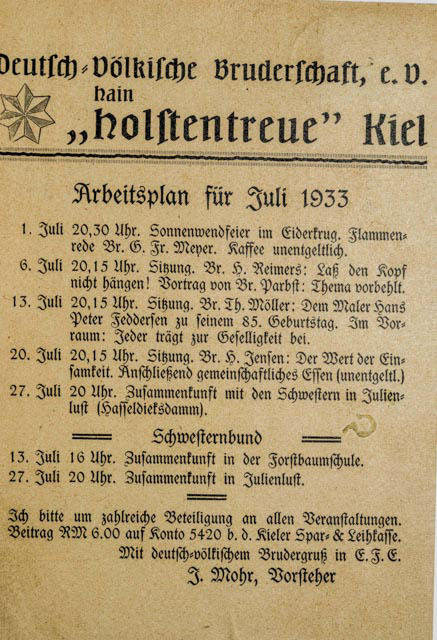 Deutsch-Völkische Bruderschaft, e. V.
Hain
„Holstentreue” Kiel
Arbeitsplan für Juli 1933
1. Juli 20,30 Uhr. Sonnenwendfeier im Eiderkrug. Flammen-
rede Br. G. Fr. Meyer. Kaffee unentgeltlich.
6. Juli 20,15 Uhr. Sitzung. Br. H. Reimers: Laß den Kopf
nicht hängen! Vortrag von Br. Parbst: Thema vorbehlt.
13. Juli 20,15 Uhr. Sitzung. Br. Th. Möller: Dem Maler Hans
Peter Feddersen zu seinem 85. Geburtstag. Im Vor-
raum: Jeder trägt zur Geselligkeit bei.
20. Juli 20,15 Uhr. Sitzung. Br. H. Jensen: Der Wert der Ein-
samkeit. Anschließend gemeinschaftliches Essen (unentgeltl.)
27. Juli 20 Uhr. Zusammenkunft mit den Schwestern in Julien-
lust (Hasseldieksdamm).
Schwesternbund
13. Juli 16 Uhr. Zusammenkunft in der Forstbaumschule.
27. Juli 20 Uhr. Zusammenkunft in Julienlust.
Ich bitte um zahlreiche Beteiligung an allen Veranstaltungen.
Beitrag RM 6.00 auf Konto 5420 b. d. Kieler Spar- & Leihkasse.
Mit deutsch-völkischem Brudergruß in E. F. E.
J. Mohr, Vorsteher